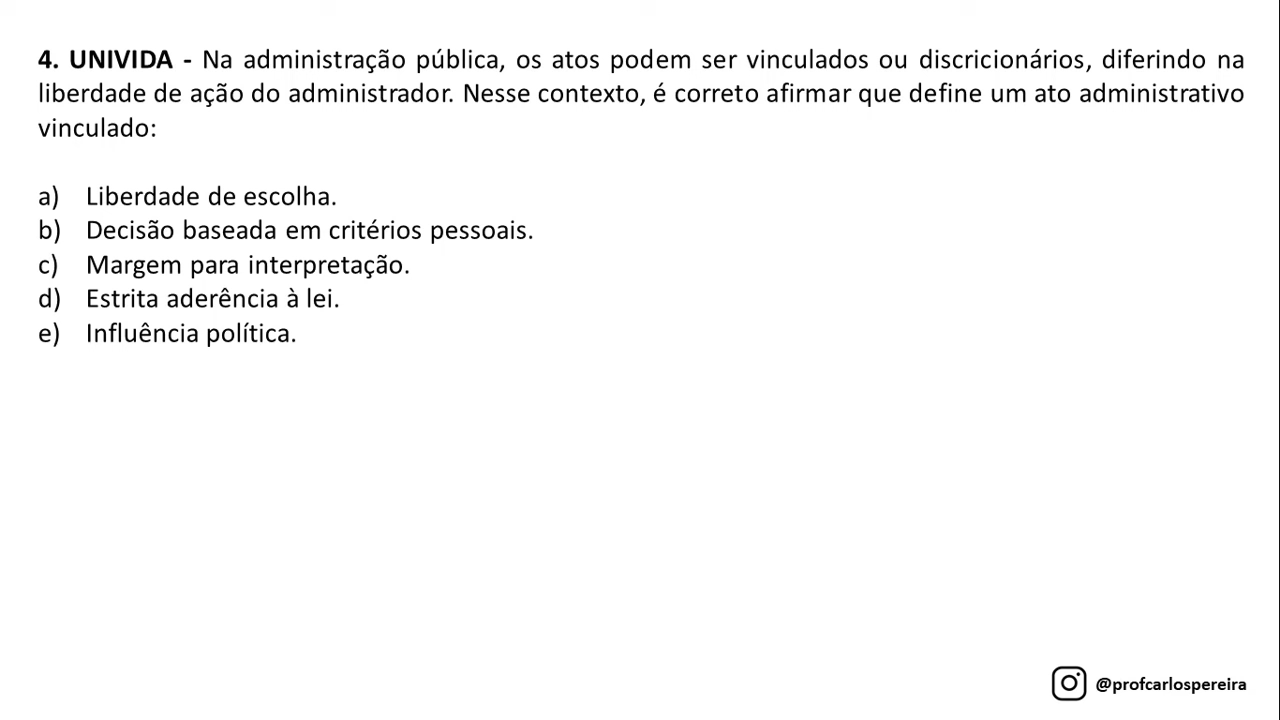 4. UNIVIDA - Na administração pública, os atos podem ser vinculados ou discricionários, diferindo na
liberdade de ação do administrador. Nesse contexto, é correto afirmar que define um ato administrativo
vinculado:
a) Liberdade de escolha.
b) Decisão baseada em critérios pessoais.
c) Margem para interpretação.
d) Estrita aderência à lei.
e) Influência política.
@profcarlospereira